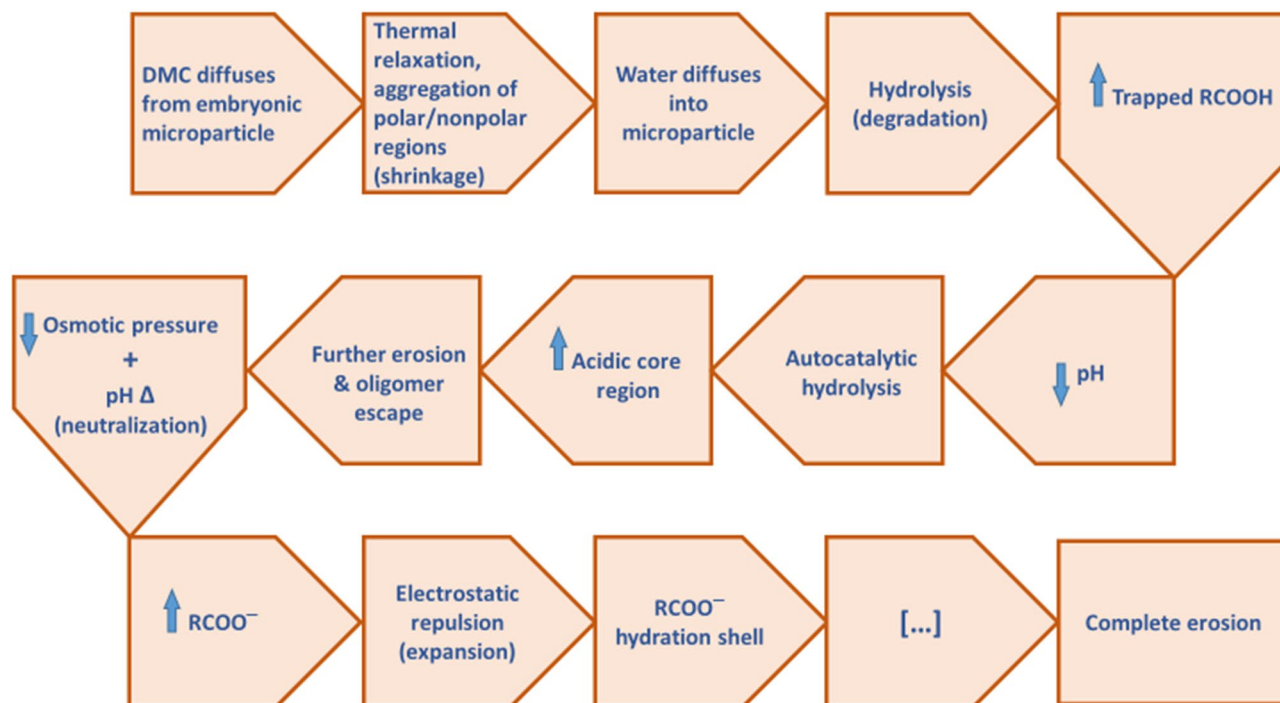 DMC diffuses
from embryonic
microparticle
Thermal
relaxation,
aggregation of
polar/nonpolar
regions
(shrinkage)
Water diffuses
into
microparticle
Hydrolysis
(degradation)
Trapped RCOOH
pH
Autocatalytic
hydrolysis
Acidic core
region
Further erosion
& oligomer
escape
Osmotic pressure
+
pH Δ
(neutralization)
RCOO⁻
Electrostatic
repulsion
(expansion)
RCOO⁻
hydration shell
[...]
Complete erosion